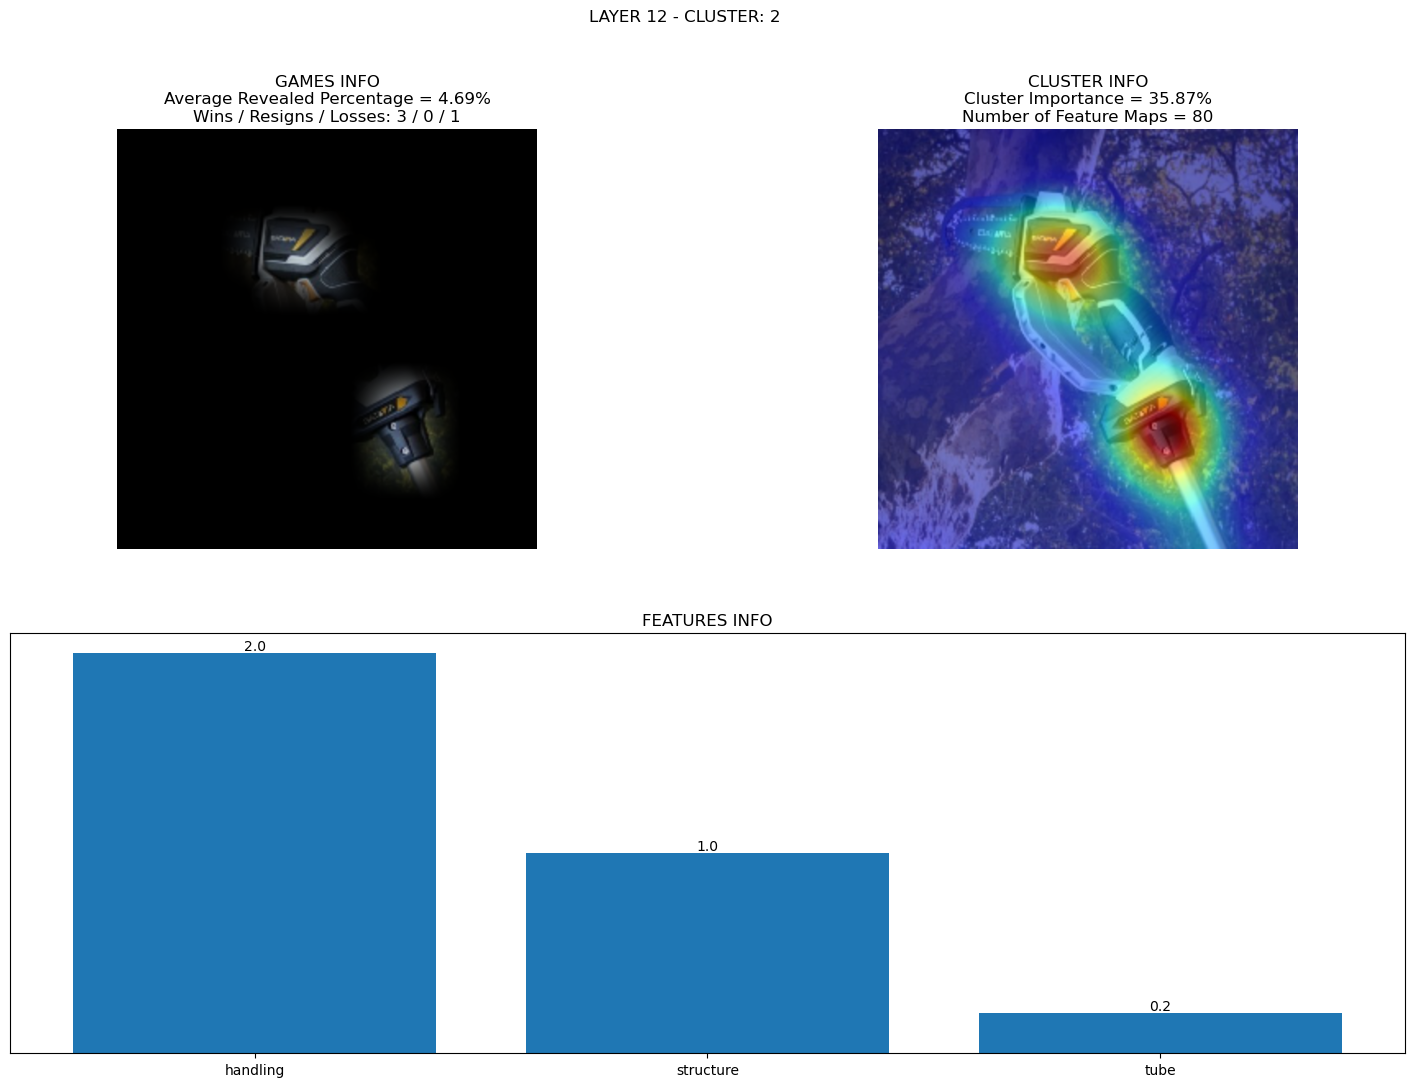 LAYER 12 - CLUSTER: 2
GAMES INFO
Average Revealed Percentage = 4.69%
Wins / Resigns / Losses: 3 / 0 / 1
CLUSTER INFO
Cluster Importance = 35.87%
Number of Feature Maps = 80
FEATURES INFO
2.0
1.0
0.2
handling
structure
tube